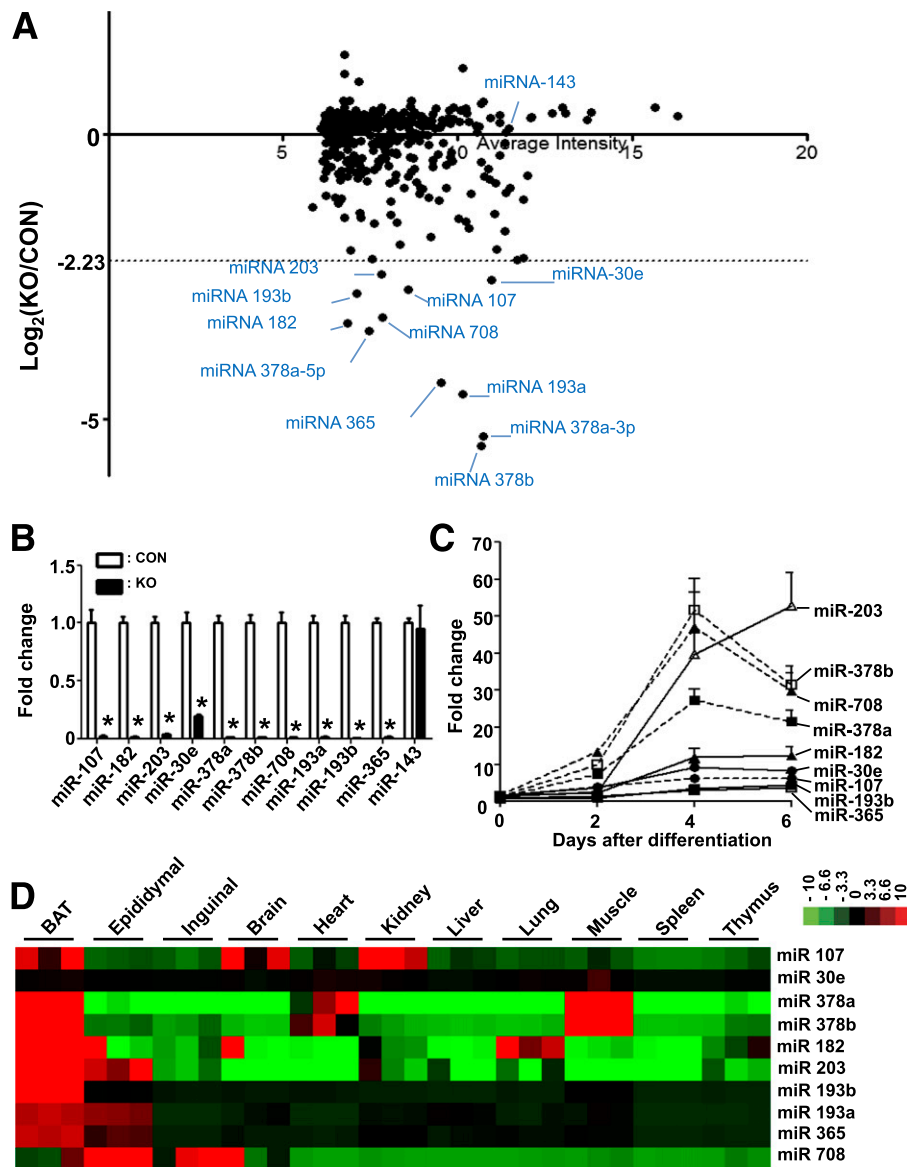 A
miRNA-143
0
5
10
15
20
Average Intensity
Log2(KO/CON)
-2.23
miRNA 203
miRNA-30e
miRNA 193b
miRNA 107
miRNA 182
miRNA 708
miRNA 378a-5p
miRNA 193a
-5
miRNA 365
miRNA 378a-3p
miRNA 378b
B
: CON
: KO
Fold change
1.5
1.0
0.5
0
* * * * * * * * * *
miR-107
miR-182
miR-203
miR-30e
miR-378a
miR-378b
miR-708
miR-193a
miR-193b
miR-365
miR-143
C
Fold change
70
60
50
40
30
20
10
0
0 2 4 6
Days after differentiation
miR-203
miR-378b
miR-708
miR-378a
miR-182
miR-30e
miR-107
miR-193b
miR-365
D
BAT
Epididymal
Inguinal
Brain
Heart
Kidney
Liver
Lung
Muscle
Spleen
Thymus
-10
-6.6
-3.3
0
3.3
6.6
10
miR 107
miR 30e
miR 378a
miR 378b
miR 182
miR 203
miR 193b
miR 193a
miR 365
miR 708